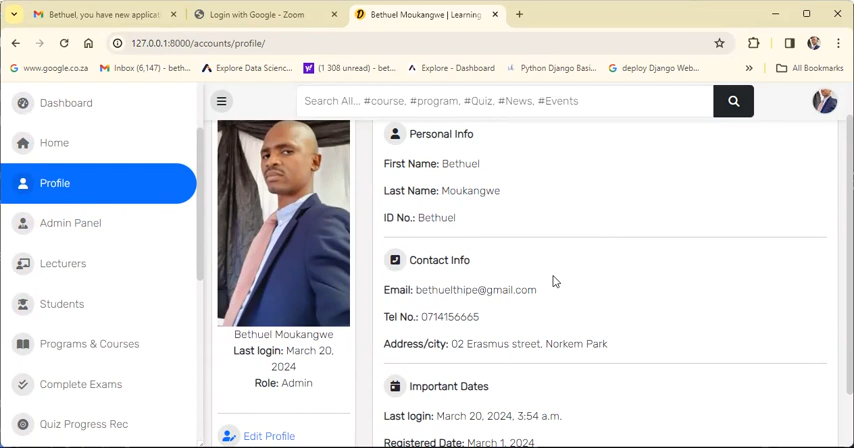 Bethuel, you have new applicat
Login with Google - Zoom
Bethuel Moukangwe | Learning
127.0.0.1:8000/accounts/profile/
www.google.co.za
Inbox (6,147) - beth...
Explore Data Scienc...
(1 308 unread) - bet...
Explore - Dashboard
Python Django Basi...
deploy Django Web...
All Bookmarks
Search All... #course, #program, #Quiz, #News, #Events
Dashboard
Home
Profile
Admin Panel
Lecturers
Students
Programs & Courses
Complete Exams
Quiz Progress Rec
Bethuel Moukangwe
Last login: March 20,
2024
Role: Admin
Edit Profile
Personal Info
First Name: Bethuel
Last Name: Moukangwe
ID No.: Bethuel
Contact Info
Email: bethuelthipe@gmail.com
Tel No.: 0714156665
Address/city: 02 Erasmus street, Norkem Park
Important Dates
Last login: March 20, 2024, 3:54 a.m.
Registered Date: March 1, 2024